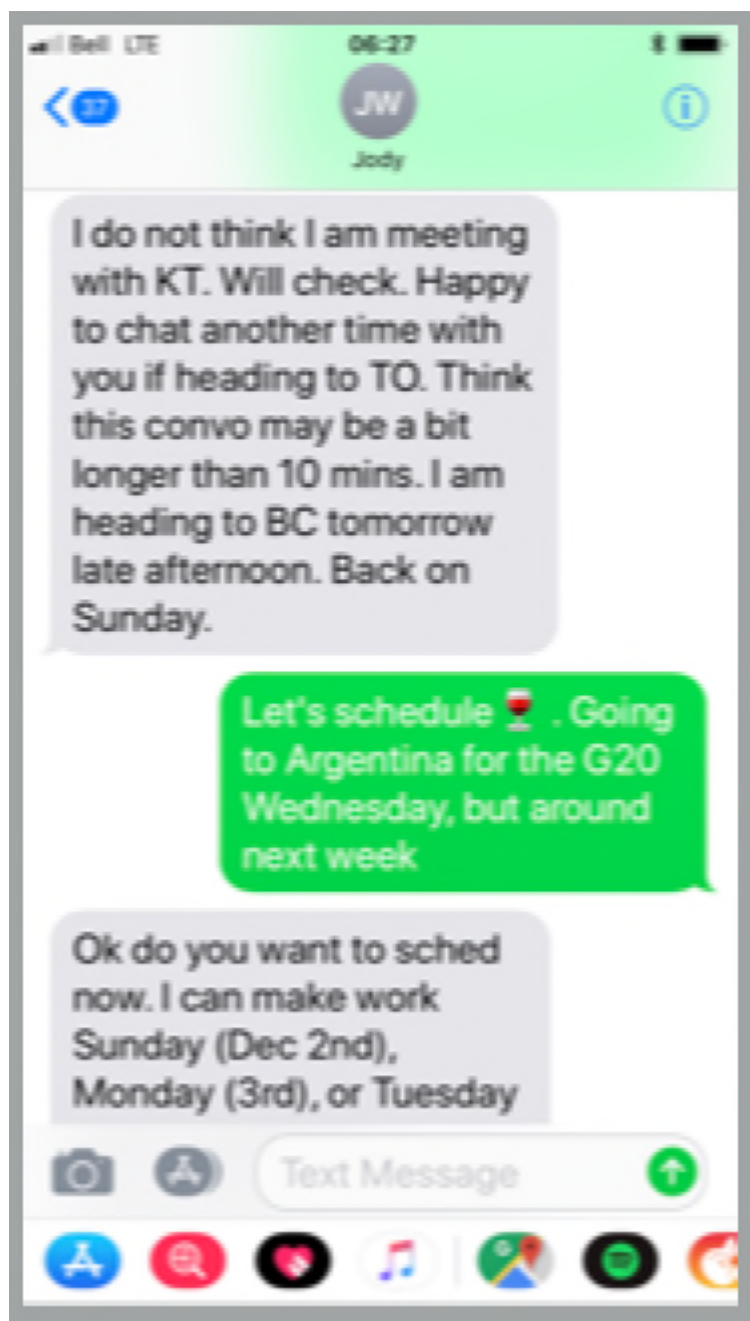 Bell LTE 06:27
37 JW
Jody
I do not think I am meeting
with KT. Will check. Happy
to chat another time with
you if heading to TO. Think
this convo may be a bit
longer than 10 mins. I am
heading to BC tomorrow
late afternoon. Back on
Sunday.
Let's schedule 🍷 . Going
to Argentina for the G20
Wednesday, but around
next week
Ok do you want to sched
now. I can make work
Sunday (Dec 2nd),
Monday (3rd), or Tuesday
Text Message